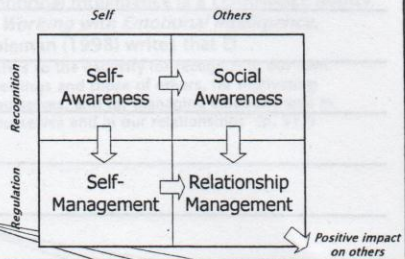 Self
Others
Recognition
Self-
Awareness
Social
Awareness
Regulation
Self-
Management
Relationship
Management
Positive impact
on others